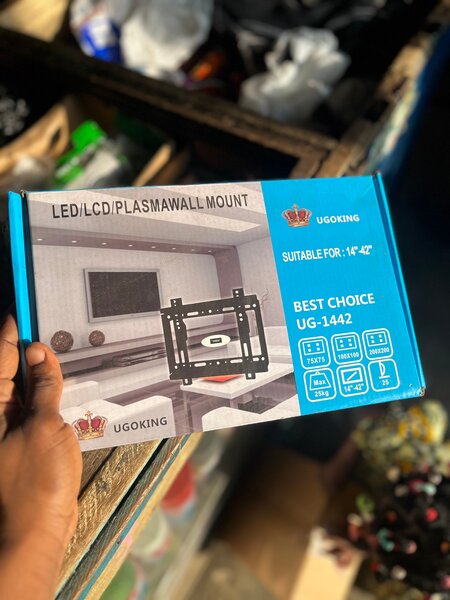 LED/LCD/PLASMAWALL MOUNT
UGOKING
SUITABLE FOR : 14"-42"
BEST CHOICE
UG-1442
75X75
100X100
200X200
Max
25kg
14"-42"
25
UGOKING